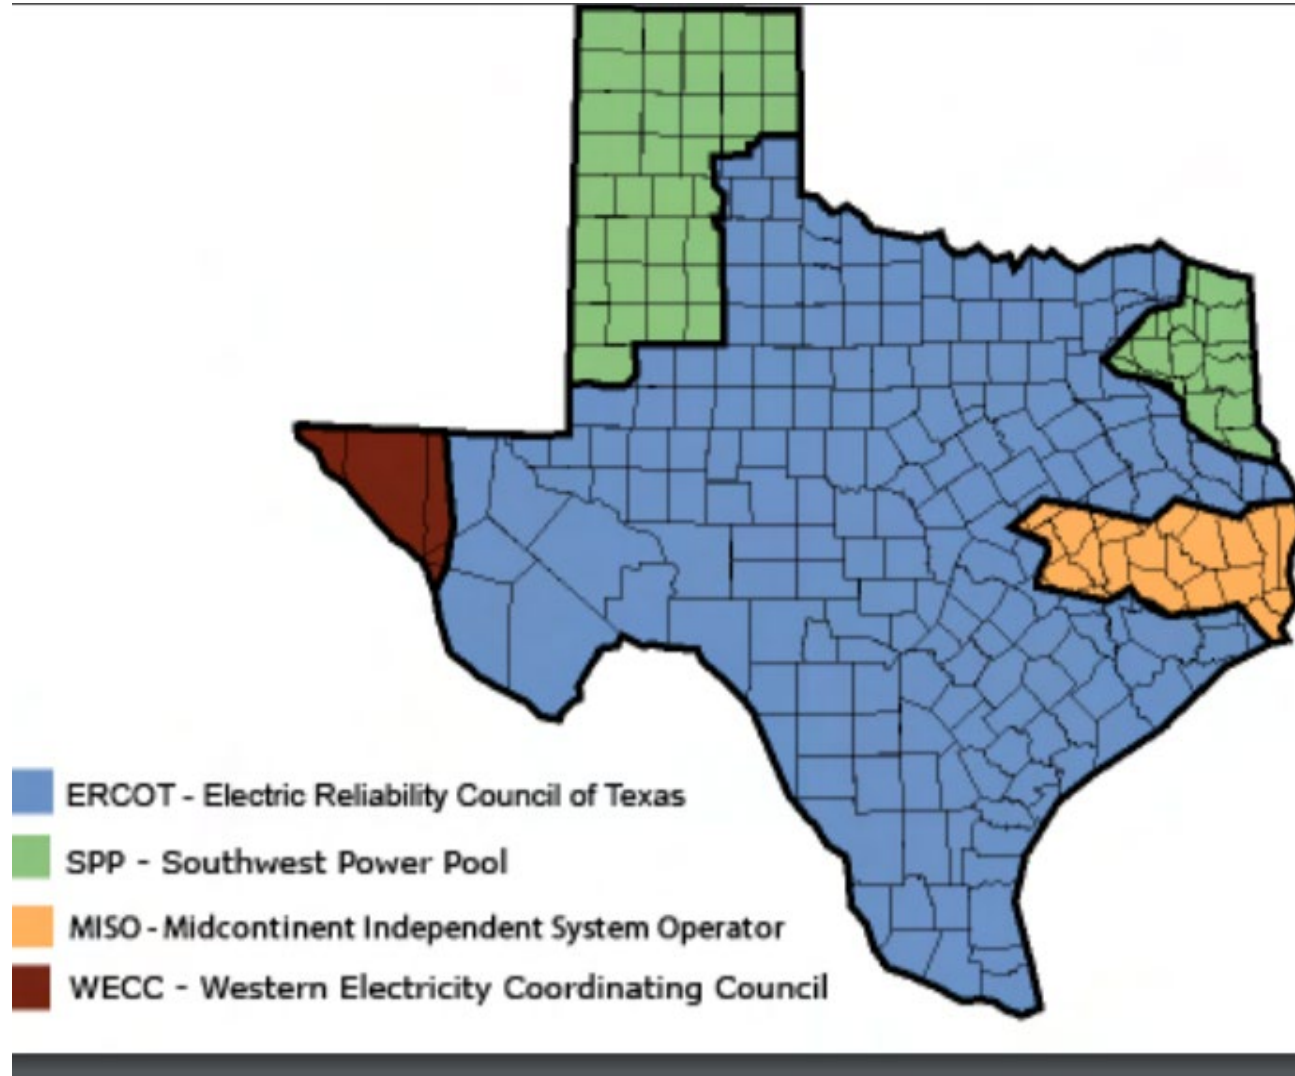 ERCOT - Electric Reliability Council of Texas
SPP - Southwest Power Pool
MISO - Midcontinent Independent System Operator
WECC - Western Electricity Coordinating Council